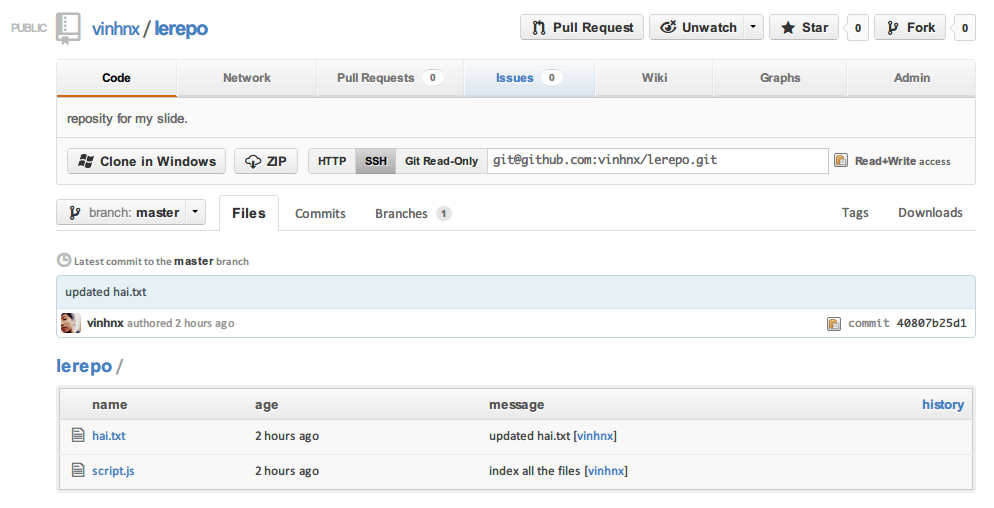 PUBLIC vinhnx / lerepo Pull Request Unwatch Star 0 Fork 0
Code Network Pull Requests 0 Issues 0 Wiki Graphs Admin
reposity for my slide.
Clone in Windows ZIP HTTP SSH Git Read-Only git@github.com:vinhnx/lerepo.git Read+Write access
branch: master Files Commits Branches 1 Tags Downloads
Latest commit to the master branch
updated hai.txt
vinhnx authored 2 hours ago commit 40807b25d1
lerepo /
name age message history
hai.txt 2 hours ago updated hai.txt [vinhnx]
script.js 2 hours ago index all the files [vinhnx]